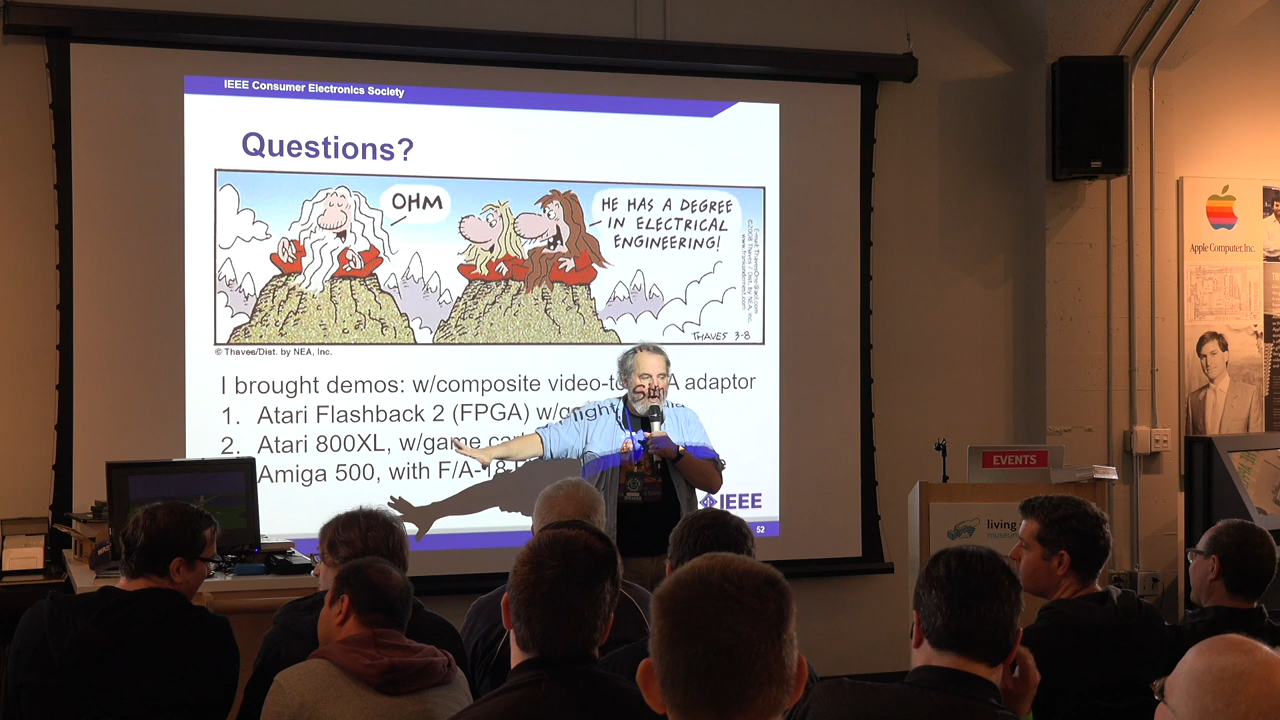 IEEE Consumer Electronics Society
Questions?
OHM
HE HAS A DEGREE
IN ELECTRICAL
ENGINEERING!
THAVES 3-8
© Thaves/Dist. by NEA, Inc.
I brought demos: w/composite video-to adaptor
1. Atari Flashback 2 (FPGA) w/
2. Atari 800XL, w/game
Amiga 500, with F/A-18
IEEE
52
Apple Computer, Inc.
EVENTS
living